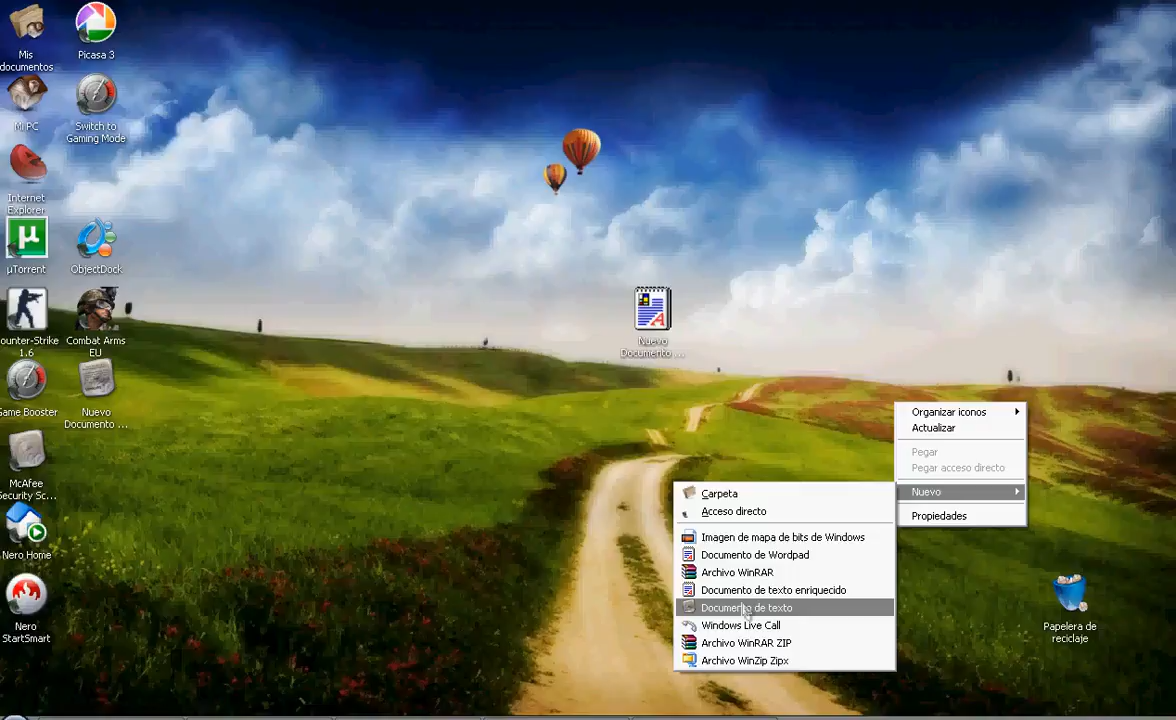 Mis
documentos
Picasa 3
Mi PC
Switch to
Gaming Mode
Internet
Explorer
µ
µTorrent
ObjectDock
ounter-Strike
1.6
Combat Arms
EU
Game Booster
Nuevo
Documento ...
McAfee
Security Sc...
Nero Home
Nero
StartSmart
Nuevo
Documento ...
Organizar iconos
Actualizar
Pegar
Pegar acceso directo
Nuevo
Propiedades
Carpeta
Acceso directo
Imagen de mapa de bits de Windows
Documento de Wordpad
Archivo WinRAR
Documento de texto enriquecido
Documento de texto
Windows Live Call
Archivo WinRAR ZIP
Archivo WinZip Zipx
Papelera de
reciclaje